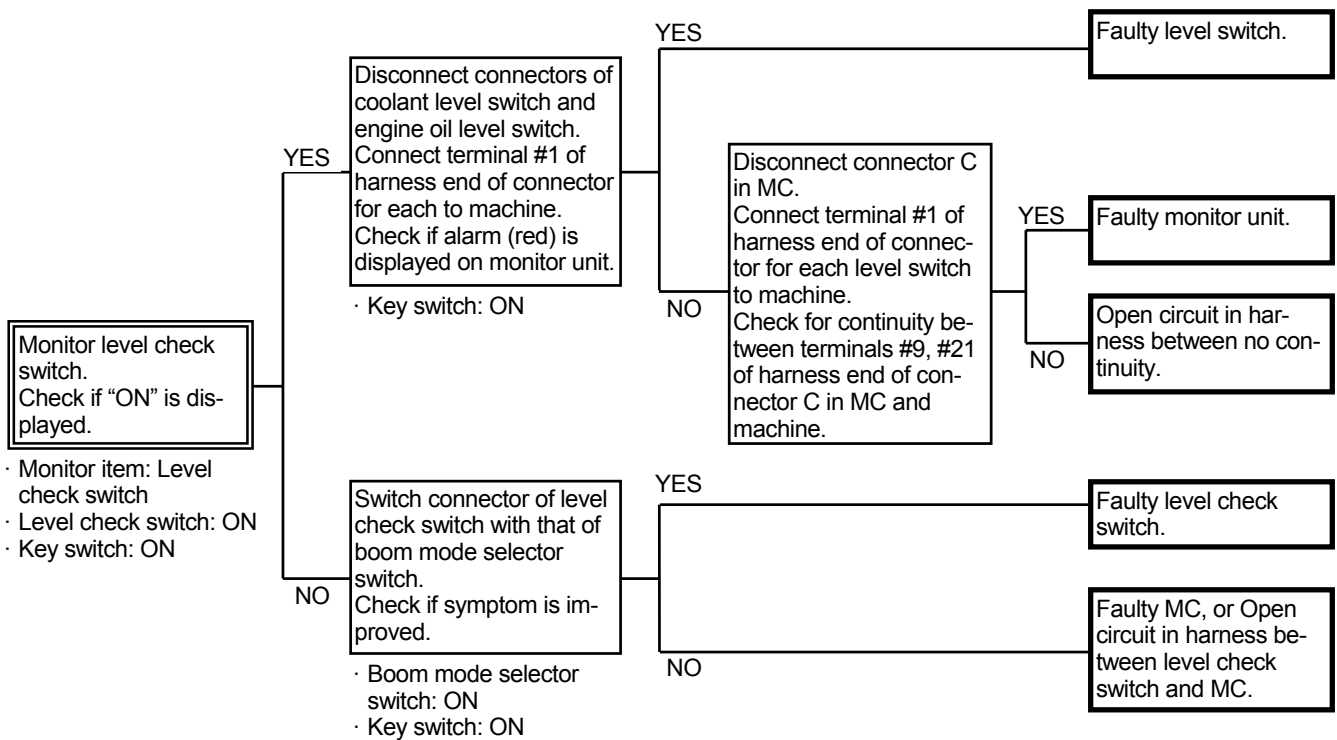 Monitor level check
switch.
Check if “ON” is dis-
played.
· Monitor item: Level
check switch
· Level check switch: ON
· Key switch: ON
YES
Disconnect connectors of
coolant level switch and
engine oil level switch.
Connect terminal #1 of
harness end of connector
for each to machine.
Check if alarm (red) is
displayed on monitor unit.
· Key switch: ON
YES
Faulty level switch.
NO
Disconnect connector C
in MC.
Connect terminal #1 of
harness end of connec-
tor for each level switch
to machine.
Check for continuity be-
tween terminals #9, #21
of harness end of con-
nector C in MC and
machine.
YES
Faulty monitor unit.
NO
Open circuit in har-
ness between no con-
tinuity.
NO
Switch connector of level
check switch with that of
boom mode selector
switch.
Check if symptom is im-
proved.
· Boom mode selector
switch: ON
· Key switch: ON
YES
Faulty level check
switch.
NO
Faulty MC, or Open
circuit in harness be-
tween level check
switch and MC.